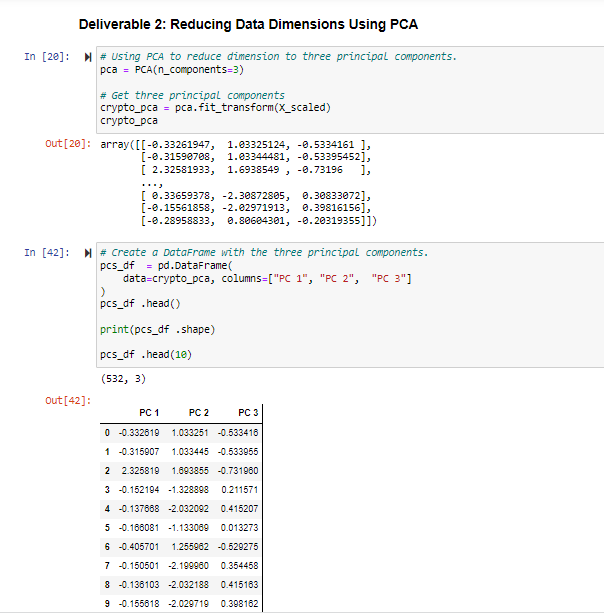 Deliverable 2: Reducing Data Dimensions Using PCA
In [20]: # Using PCA to reduce dimension to three principal components.
pca = PCA(n_components=3)
# Get three principal components
crypto_pca = pca.fit_transform(X_scaled)
crypto_pca
Out[20]: array([[-0.33261947,  1.03325124, -0.5334161 ],
[-0.31590708,  1.03344481, -0.53395452],
[ 2.32581933,  1.6938549 , -0.73196   ],
...,
[ 0.33659378, -2.30872805,  0.30833072],
[-0.15561858, -2.02971913,  0.39816156],
[-0.28958833,  0.80604301, -0.20319355]])
In [42]: # Create a DataFrame with the three principal components.
pcs_df  = pd.DataFrame(
data=crypto_pca, columns=["PC 1", "PC 2",  "PC 3"]
)
pcs_df .head()
print(pcs_df .shape)
pcs_df .head(10)
(532, 3)
Out[42]:
PC 1 PC 2 PC 3
0 -0.332619 1.033251 -0.533416
1 -0.315907 1.033445 -0.533955
2 2.325819 1.693855 -0.731960
3 -0.152194 -1.328898 0.211571
4 -0.137668 -2.032092 0.415207
5 -0.166081 -1.133069 0.013273
6 -0.405701 1.255962 -0.529275
7 -0.150501 -2.199960 0.354458
8 -0.136103 -2.032188 0.415163
9 -0.155618 -2.029719 0.398162